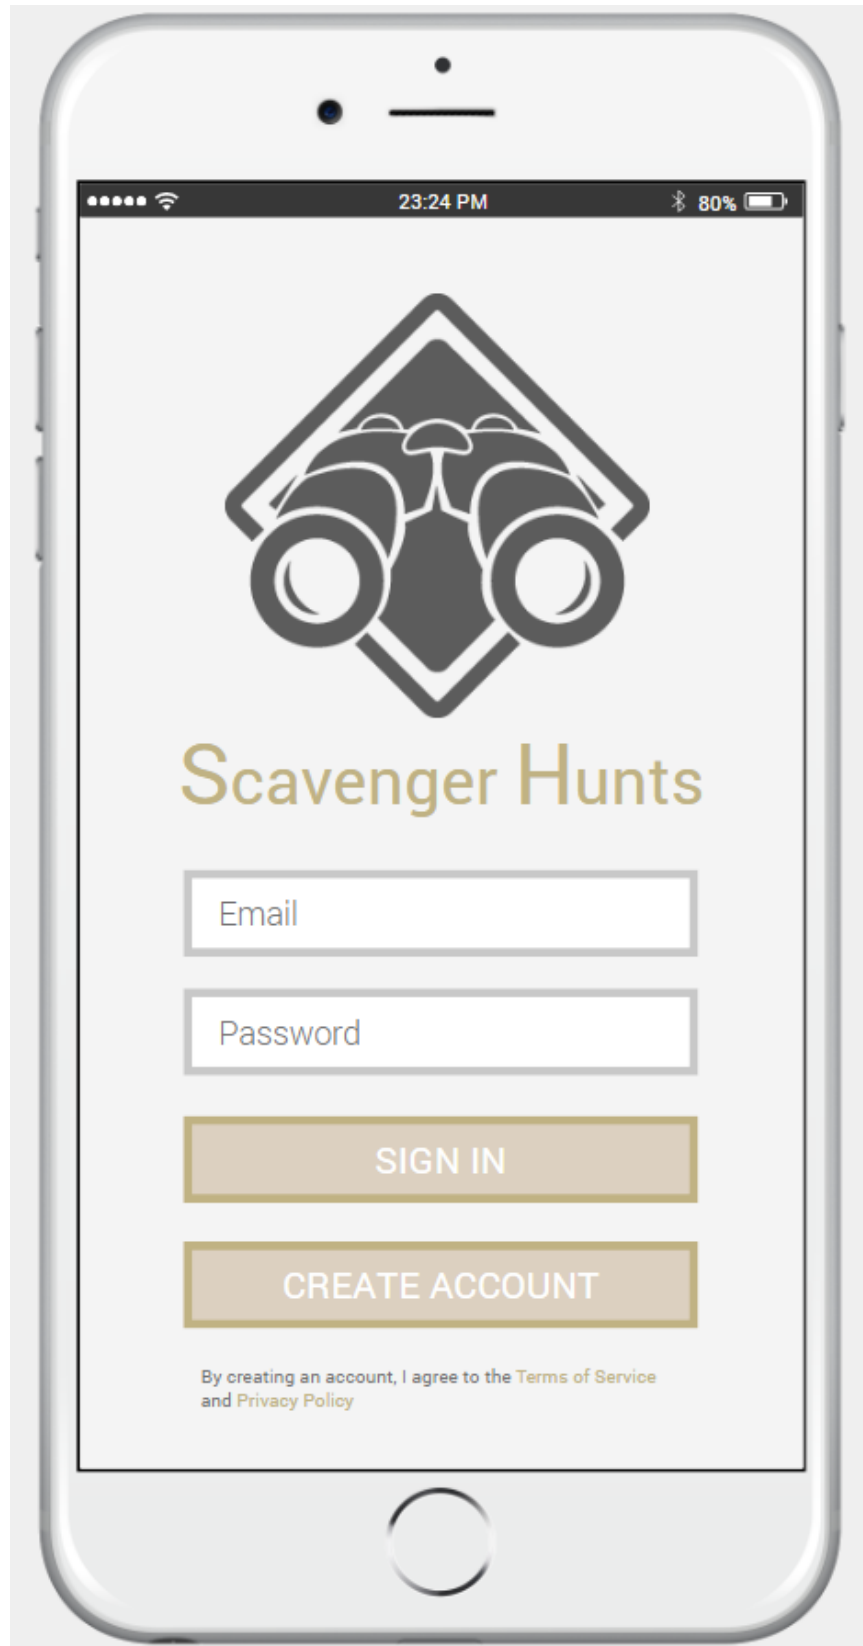 23:24 PM 80%
Scavenger Hunts
Email
Password
SIGN IN
CREATE ACCOUNT
By creating an account, I agree to the Terms of Service
and Privacy Policy